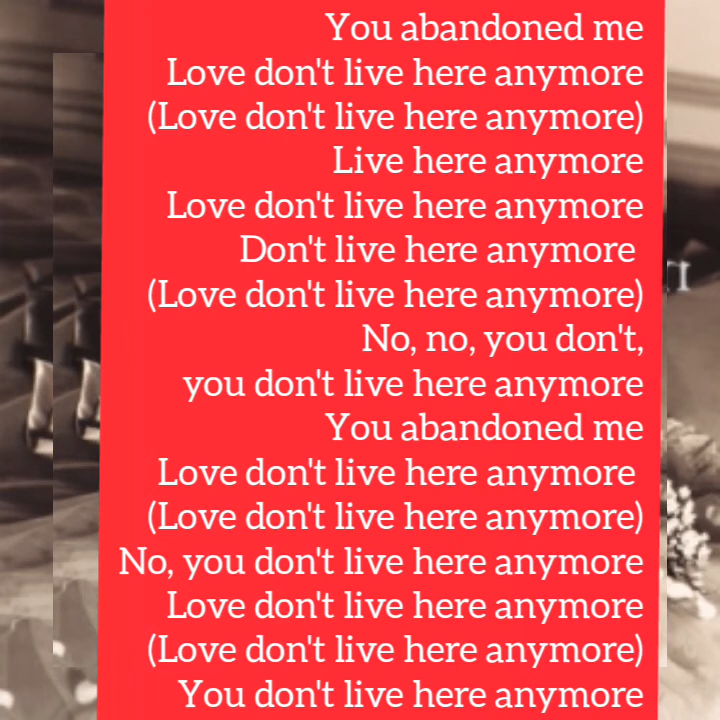 You abandoned me
Love don't live here anymore
(Love don't live here anymore)
Live here anymore
Love don't live here anymore
Don't live here anymore
(Love don't live here anymore)
No, no, you don't,
you don't live here anymore
You abandoned me
Love don't live here anymore
(Love don't live here anymore)
No, you don't live here anymore
Love don't live here anymore
(Love don't live here anymore)
You don't live here anymore